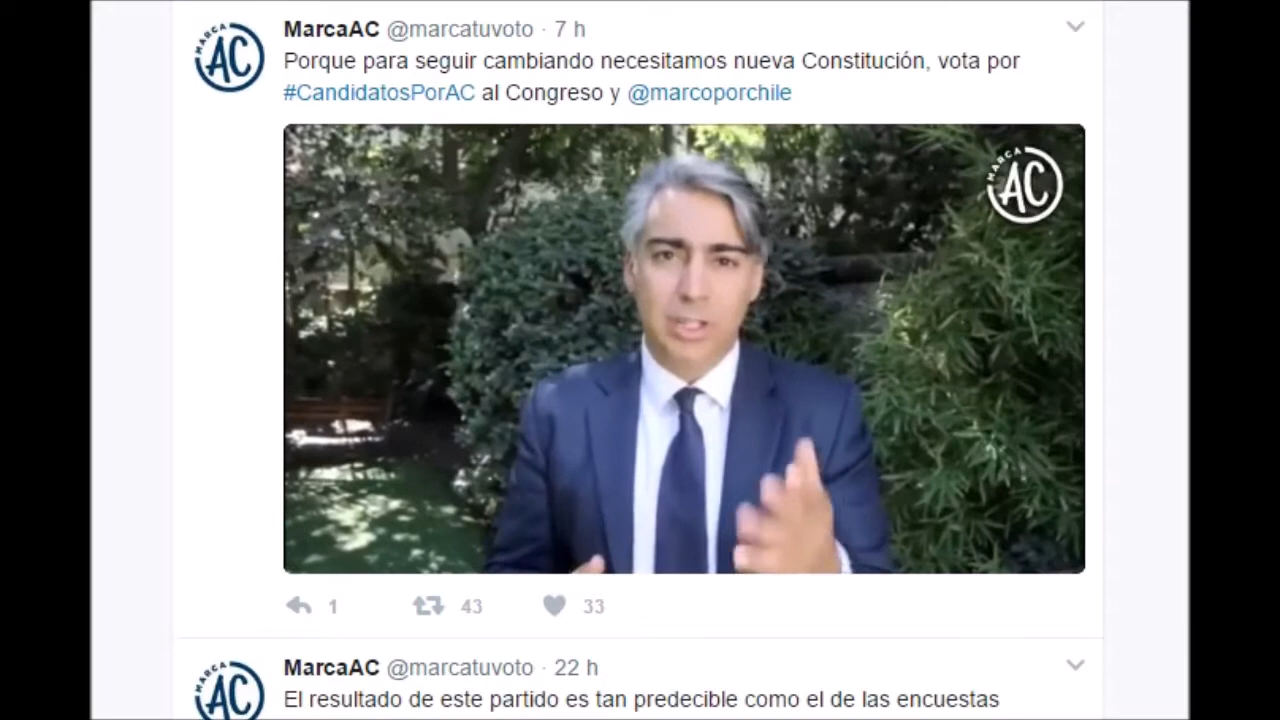 MARCA
AC
MarcaAC @marcatuvoto · 7 h
Porque para seguir cambiando necesitamos nueva Constitución, vota por
#CandidatosPorAC al Congreso y @marcoporchile
MARCA
AC
1 43 33
MARCA
AC
MarcaAC @marcatuvoto · 22 h
El resultado de este partido es tan predecible como el de las encuestas